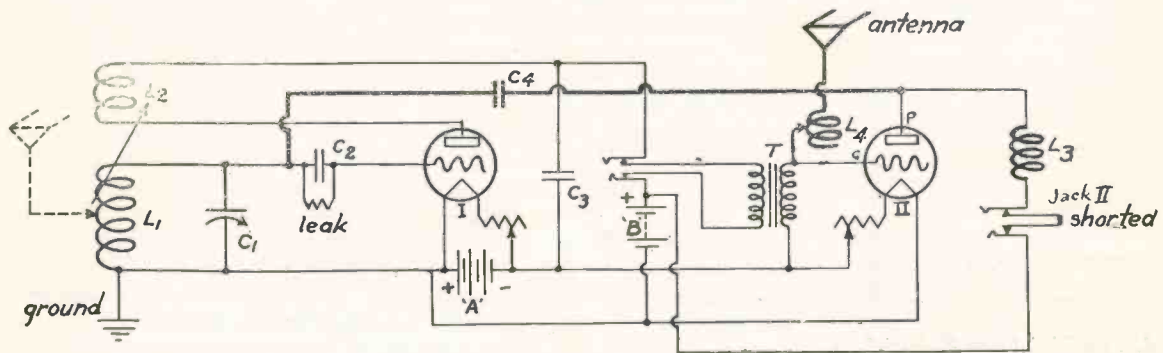 antenna
L2
C4
P
L4
L3
C2
I
C3
T
G
II
Jack II
shorted
L1
C1
leak
+
'B'
+
'A'
-
ground